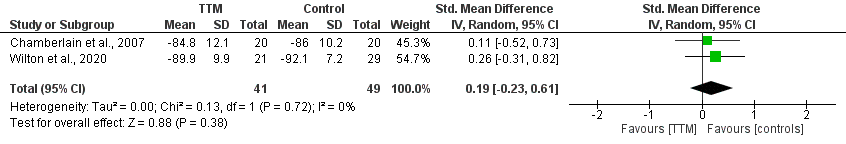 TTM Control Std. Mean Difference Std. Mean Difference
Study or Subgroup Mean SD Total Mean SD Total Weight IV, Random, 95% CI IV, Random, 95% CI
Chamberlain et al., 2007 -84.8 12.1 20 -86 10.2 20 45.3% 0.11 [-0.52, 0.73]
Wilton et al., 2020 -89.9 9.9 21 -92.1 7.2 29 54.7% 0.26 [-0.31, 0.82]
Total (95% CI) 41 49 100.0% 0.19 [-0.23, 0.61]
Heterogeneity: Tau² = 0.00; Chi² = 0.13, df = 1 (P = 0.72); I² = 0%
Test for overall effect: Z = 0.88 (P = 0.38)
-2 -1 0 1 2
Favours [TTM] Favours [controls]